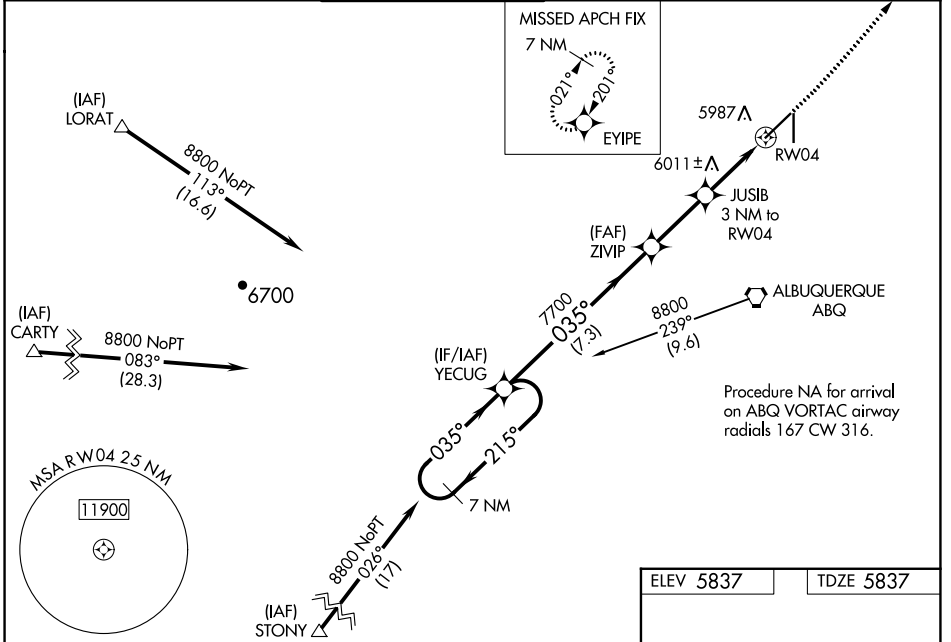 MISSED APCH FIX
7 NM
021°
201°
EYIPE
(IAF)
LORAT
8800 NoPT
113°
(16.6)
5987
RW04
6011±
JUSIB
3 NM to
RW04
(FAF)
ZIVIP
6700
ALBUQUERQUE
ABQ
8800
239°
(9.6)
7700
035°
(7.3)
(IAF)
CARTY
8800 NoPT
083°
(28.3)
(IF/IAF)
YECUG
Procedure NA for arrival
on ABQ VORTAC airway
radials 167 CW 316.
035°
215°
7 NM
MSA RW04 25 NM
11900
8800 NoPT
026°
(17)
(IAF)
STONY
ELEV 5837
TDZE 5837